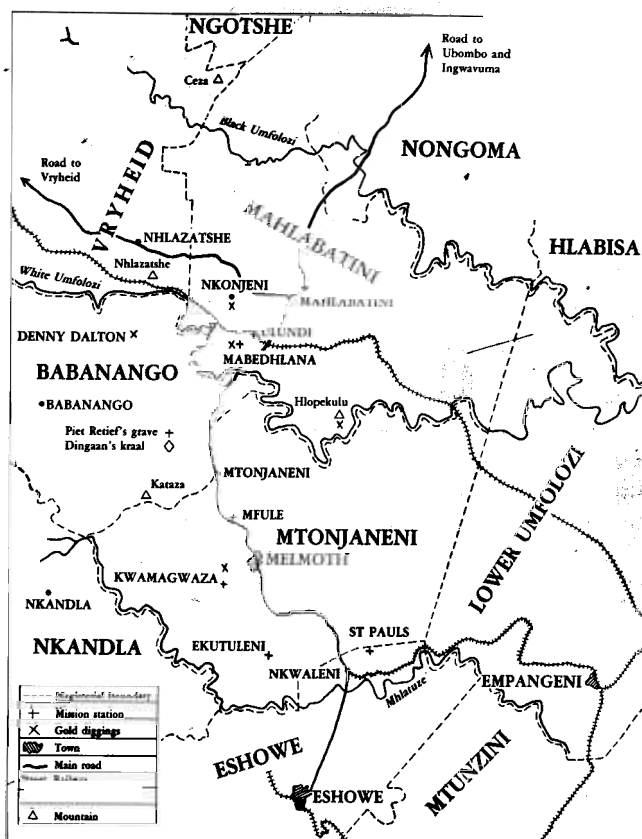 NGOTSHE
Ceza
Road to
Ubombo and
Ingwavuma
Black Umfolozi
NONGOMA
Road to
Vryheid
VRYHEID
MAHLABATINI
HLABISA
NHLAZATSHE
Nhlazatshe
White Umfolozi
NKONJENI
MAHLABATINI
DENNY DALTON
ULUNDI
MABEDHLANA
BABANANGO
BABANANGO
Hlopekulu
Piet Retief's grave
Dingaan's kraal
Kataza
MTONJANENI
MFULE
MTONJANENI
LOWER UMFOLOZI
MELMOTH
KWAMAGWAZA
NKANDLA
NKANDLA
EKUTULENI
ST PAULS
NKWALENI
Mhlatuze
EMPANGENI
Magisterial boundary
Mission station
Gold diggings
Town
Main road
Mountain
ESHOWE
ESHOWE
MTUNZINI